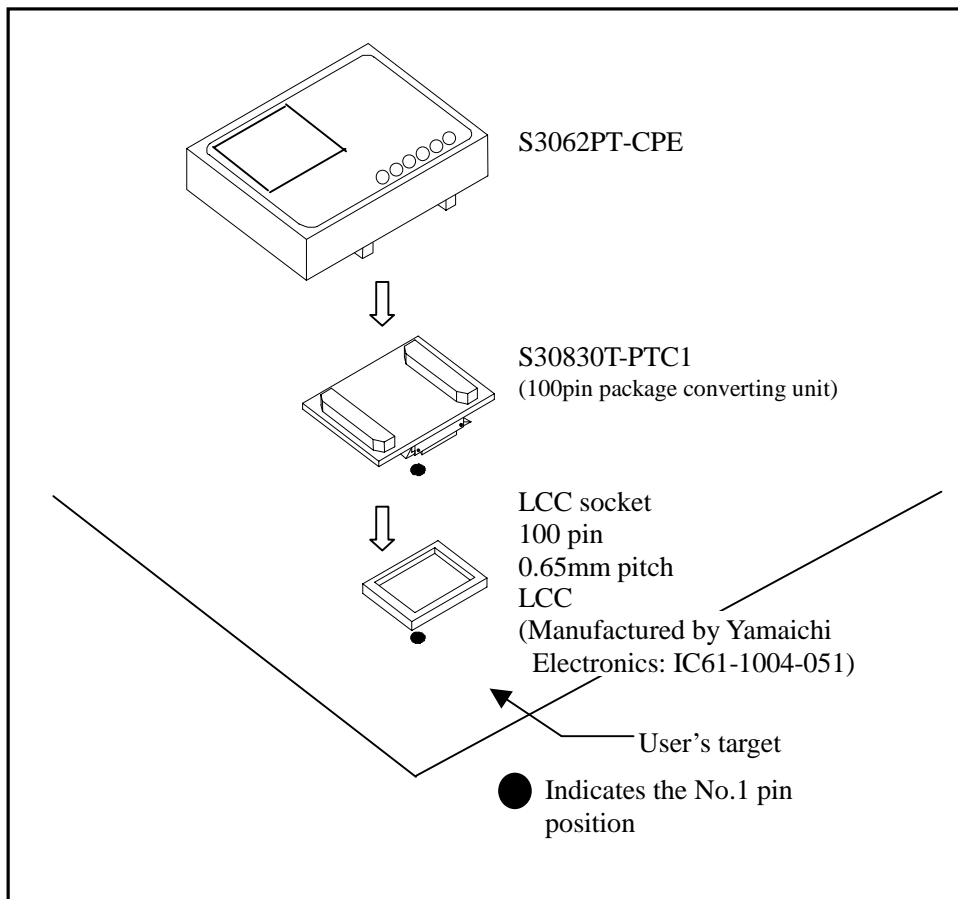 S3062PT-CPE
S30830T-PTC1
(100pin package converting unit)
LCC socket
100 pin
0.65mm pitch
LCC
(Manufactured by Yamaichi
Electronics: IC61-1004-051)
User’s target
Indicates the No.1 pin
position